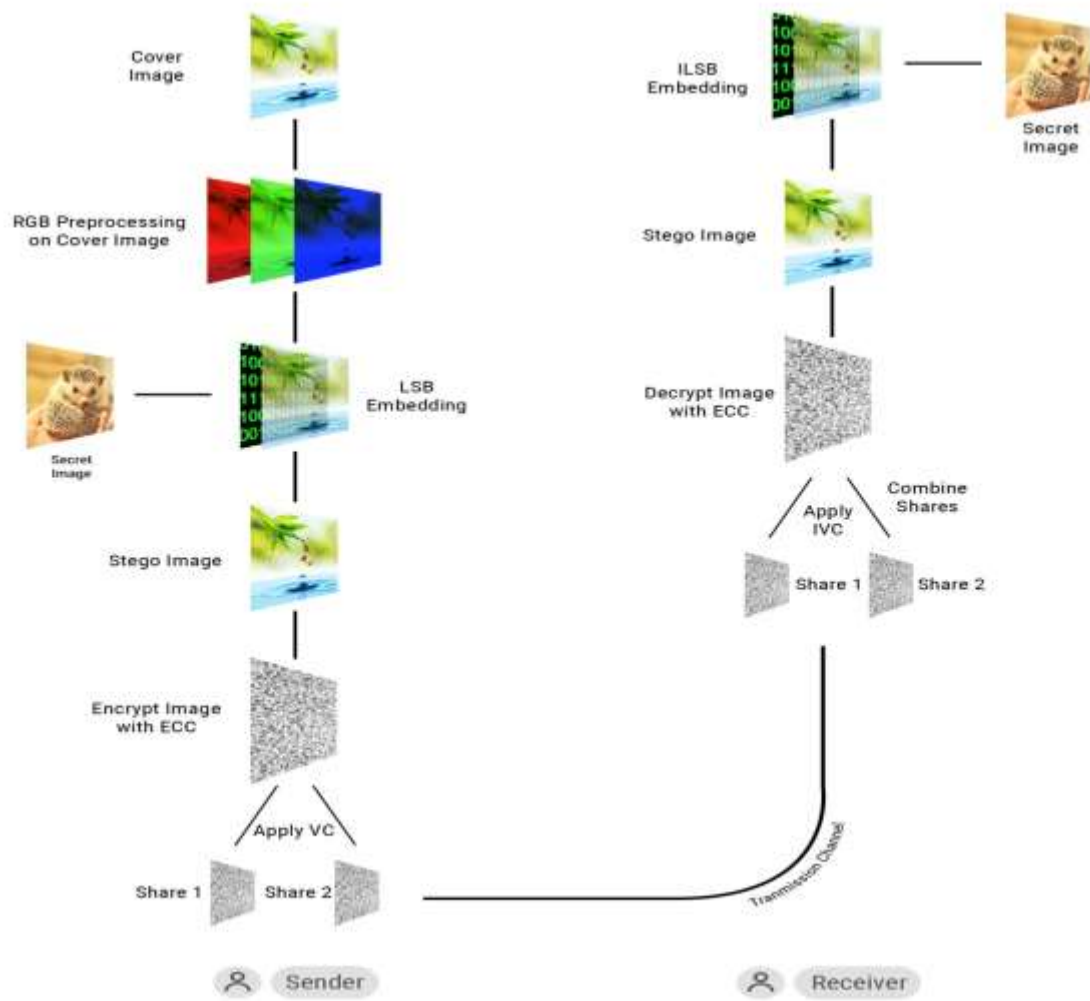 Cover
Image
RGB Preprocessing
on Cover Image
Secret
Image
LSB
Embedding
Stego Image
Encrypt Image
with ECC
Apply VC
Share 1
Share 2
Sender
Tranmission Channel
ILSB
Embedding
Secret
Image
Stego Image
Decrypt Image
with ECC
Combine
Shares
Apply
IVC
Share 1
Share 2
Receiver